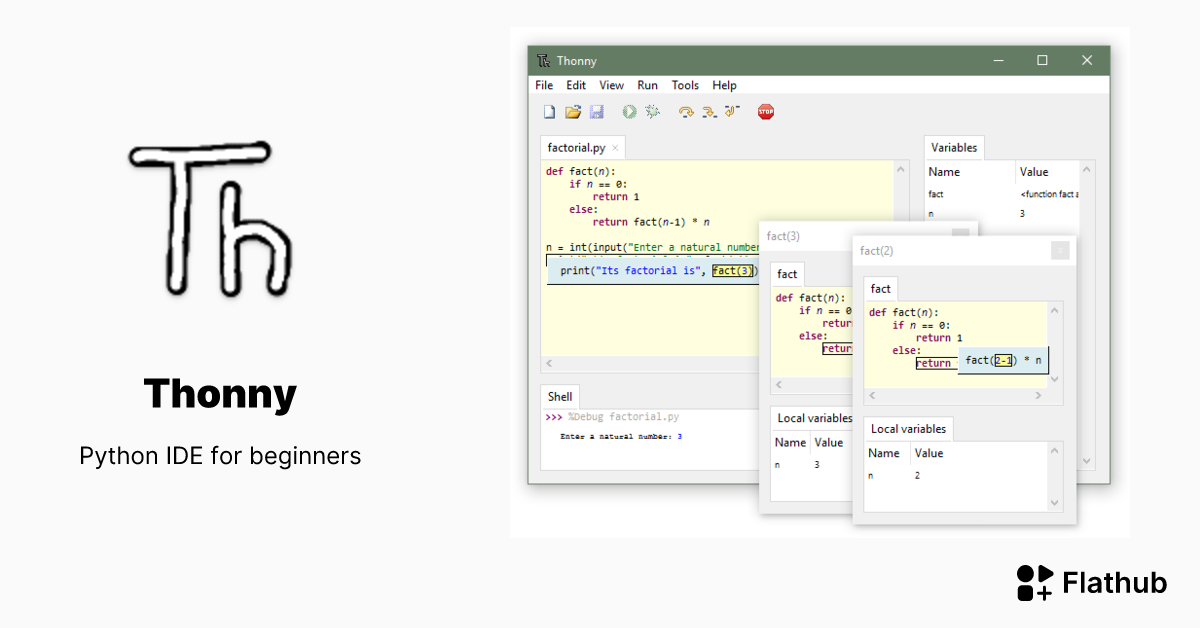 Th
Thonny
Python IDE for beginners
Th Thonny
File Edit View Run Tools Help
STOP
factorial.py
def fact(n):
if n == 0:
return 1
else:
return fact(n-1) * n
n = int(input("Enter a natural number
print("Its factorial is", fact(3))
Shell
>>> %Debug factorial.py
Enter a natural number: 3
Variables
Name Value
fact <function fact a
n 3
fact(3)
fact
def fact(n):
if n == 0
return
else:
return
Local variables
Name Value
n 3
fact(2)
fact
def fact(n):
if n == 0:
return 1
else:
return fact(2-1) * n
Local variables
Name Value
n 2
Flathub